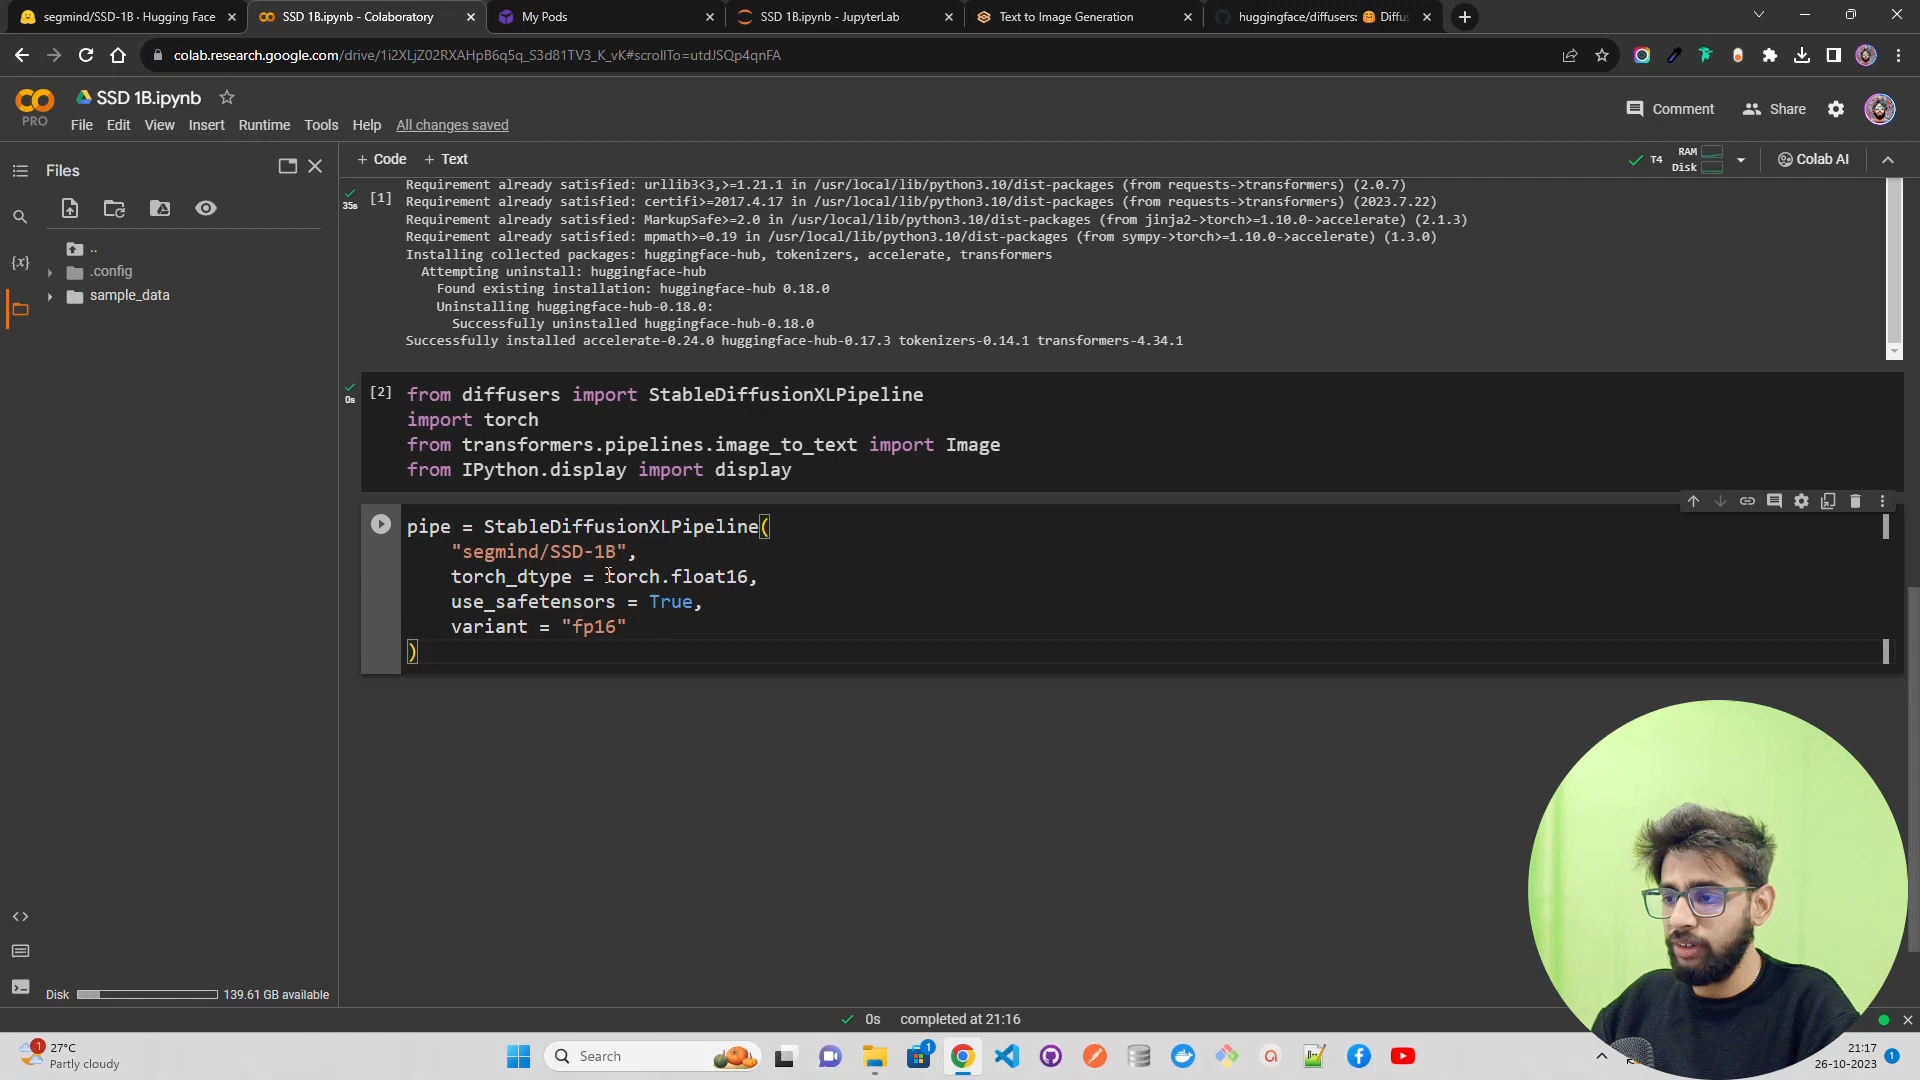 segmind/SSD-1B · Hugging Face
SSD 1B.ipynb - Colaboratory
My Pods
SSD 1B.ipynb - JupyterLab
Text to Image Generation
huggingface/diffusers: 🤗 Diffus
colab.research.google.com/drive/1i2XLjZ02RXAHpB6q5q_S3d81TV3_K_vK#scrollTo=utdJSQp4qnFA
PRO
SSD 1B.ipynb
File Edit View Insert Runtime Tools Help All changes saved
Comment
Share
Files
+ Code + Text
T4
RAM
Disk
Colab AI
..
.config
sample_data
35s
[1]
Requirement already satisfied: urllib3<3,>=1.21.1 in /usr/local/lib/python3.10/dist-packages (from requests->transformers) (2.0.7)
Requirement already satisfied: certifi>=2017.4.17 in /usr/local/lib/python3.10/dist-packages (from requests->transformers) (2023.7.22)
Requirement already satisfied: MarkupSafe>=2.0 in /usr/local/lib/python3.10/dist-packages (from jinja2->torch>=1.10.0->accelerate) (2.1.3)
Requirement already satisfied: mpmath>=0.19 in /usr/local/lib/python3.10/dist-packages (from sympy->torch>=1.10.0->accelerate) (1.3.0)
Installing collected packages: huggingface-hub, tokenizers, accelerate, transformers
Attempting uninstall: huggingface-hub
Found existing installation: huggingface-hub 0.18.0
Uninstalling huggingface-hub-0.18.0:
Successfully uninstalled huggingface-hub-0.18.0
Successfully installed accelerate-0.24.0 huggingface-hub-0.17.3 tokenizers-0.14.1 transformers-4.34.1
0s
[2]
from diffusers import StableDiffusionXLPipeline
import torch
from transformers.pipelines.image_to_text import Image
from IPython.display import display
pipe = StableDiffusionXLPipeline(
"segmind/SSD-1B",
torch_dtype = torch.float16,
use_safetensors = True,
variant = "fp16"
)
Disk
139.61 GB available
0s completed at 21:16
1
27°C
Partly cloudy
Search
1
21:17
26-10-2023
1